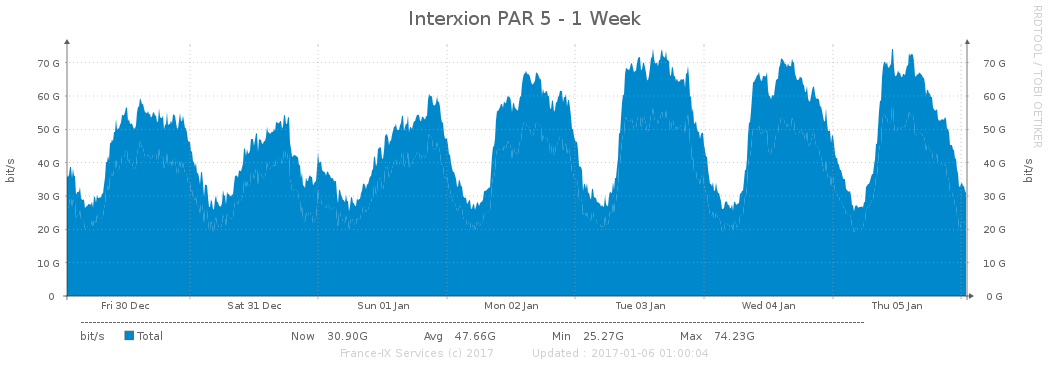 Interxion PAR 5 - 1 Week
RRDTOOL / TOBI OETIKER
bit/s
70 G
60 G
50 G
40 G
30 G
20 G
10 G
0
70 G
60 G
50 G
40 G
30 G
20 G
10 G
0 G
bit/s
Fri 30 Dec Sat 31 Dec Sun 01 Jan Mon 02 Jan Tue 03 Jan Wed 04 Jan Thu 05 Jan
bit/s Total Now 30.90G Avg 47.66G Min 25.27G Max 74.23G
France-IX Services (c) 2017 Updated : 2017-01-06 01:00:04